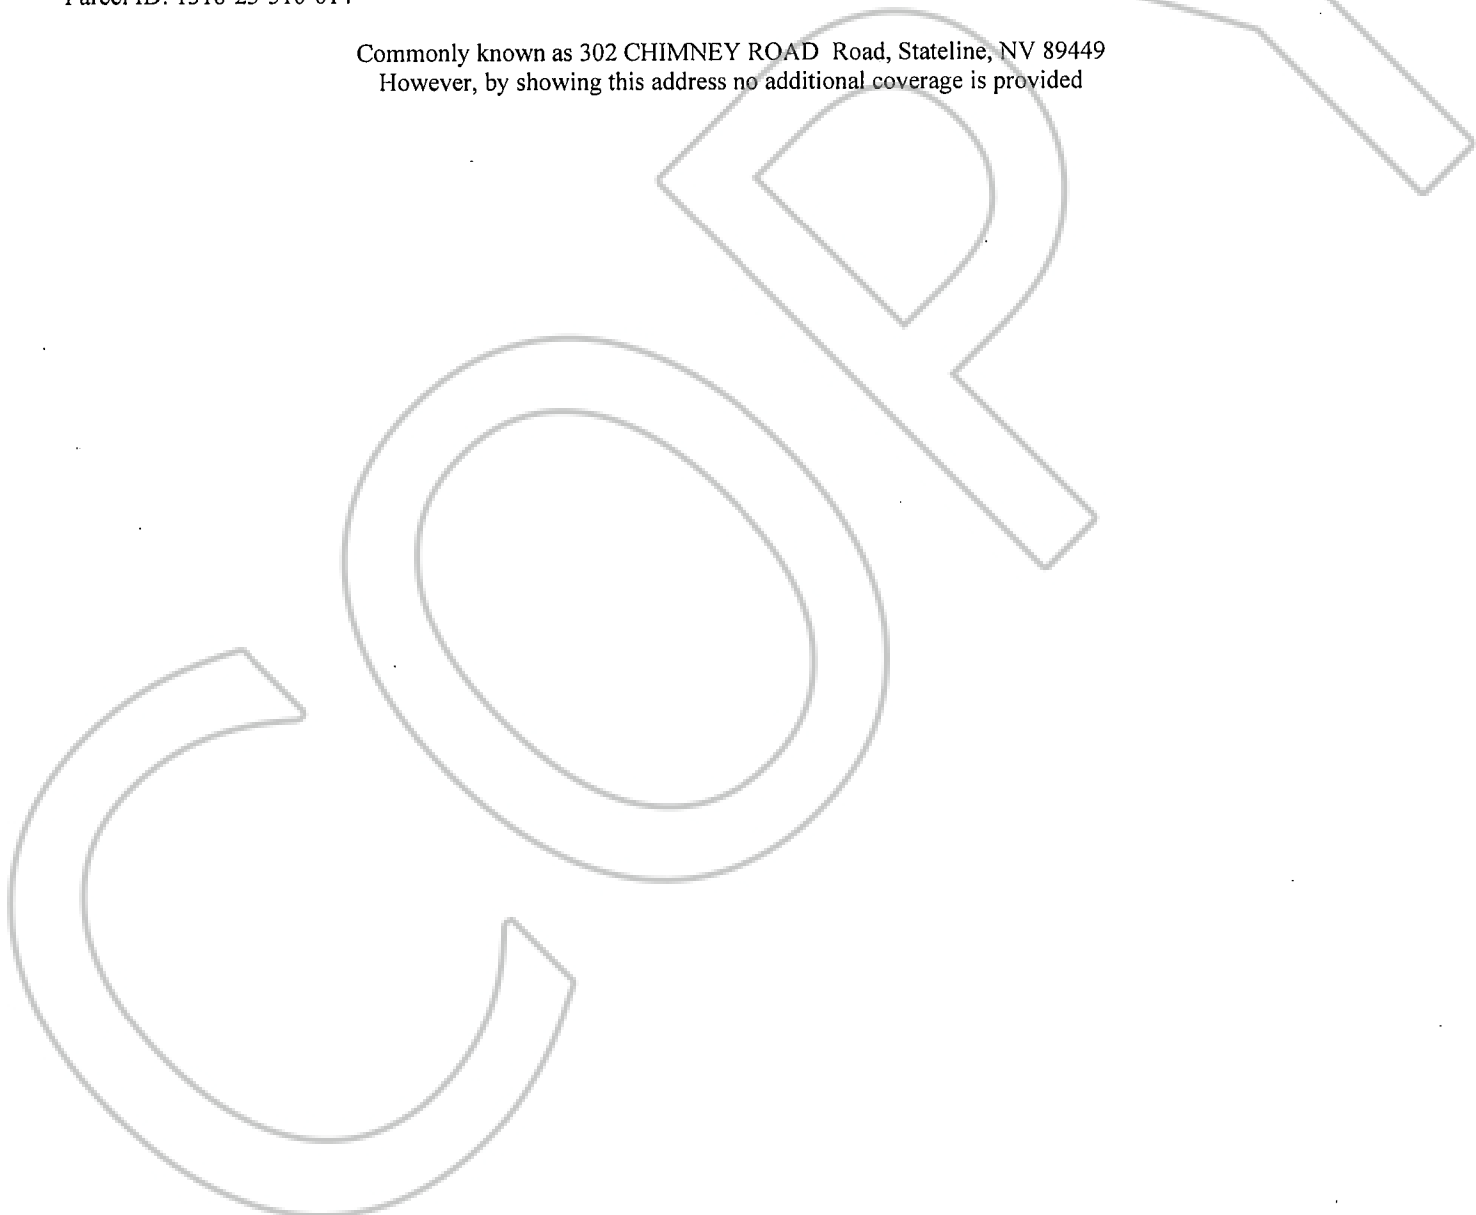 Commonly known as 302 CHIMNEY ROAD Road, Stateline, NV 89449
However, by showing this address no additional coverage is provided
COPY